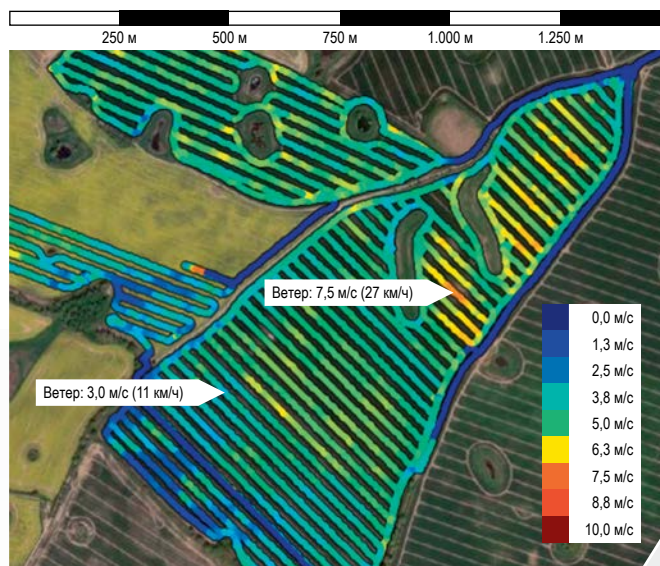 250 м 500 м 750 м 1.000 м 1.250 м
Ветер: 7,5 м/с (27 км/ч)
Ветер: 3,0 м/с (11 км/ч)
0,0 м/с
1,3 м/с
2,5 м/с
3,8 м/с
5,0 м/с
6,3 м/с
7,5 м/с
8,8 м/с
10,0 м/с